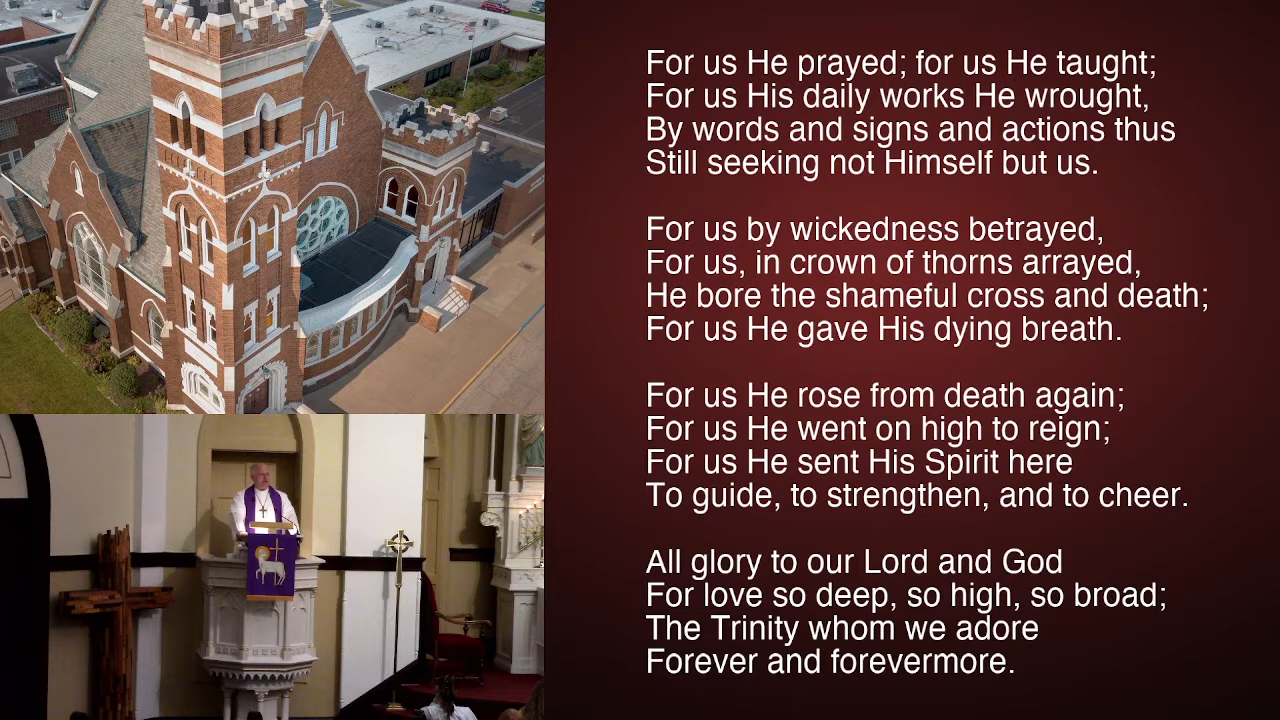 For us He prayed; for us He taught;
For us His daily works He wrought,
By words and signs and actions thus
Still seeking not Himself but us.
For us by wickedness betrayed,
For us, in crown of thorns arrayed,
He bore the shameful cross and death;
For us He gave His dying breath.
For us He rose from death again;
For us He went on high to reign;
For us He sent His Spirit here
To guide, to strengthen, and to cheer.
All glory to our Lord and God
For love so deep, so high, so broad;
The Trinity whom we adore
Forever and forevermore.